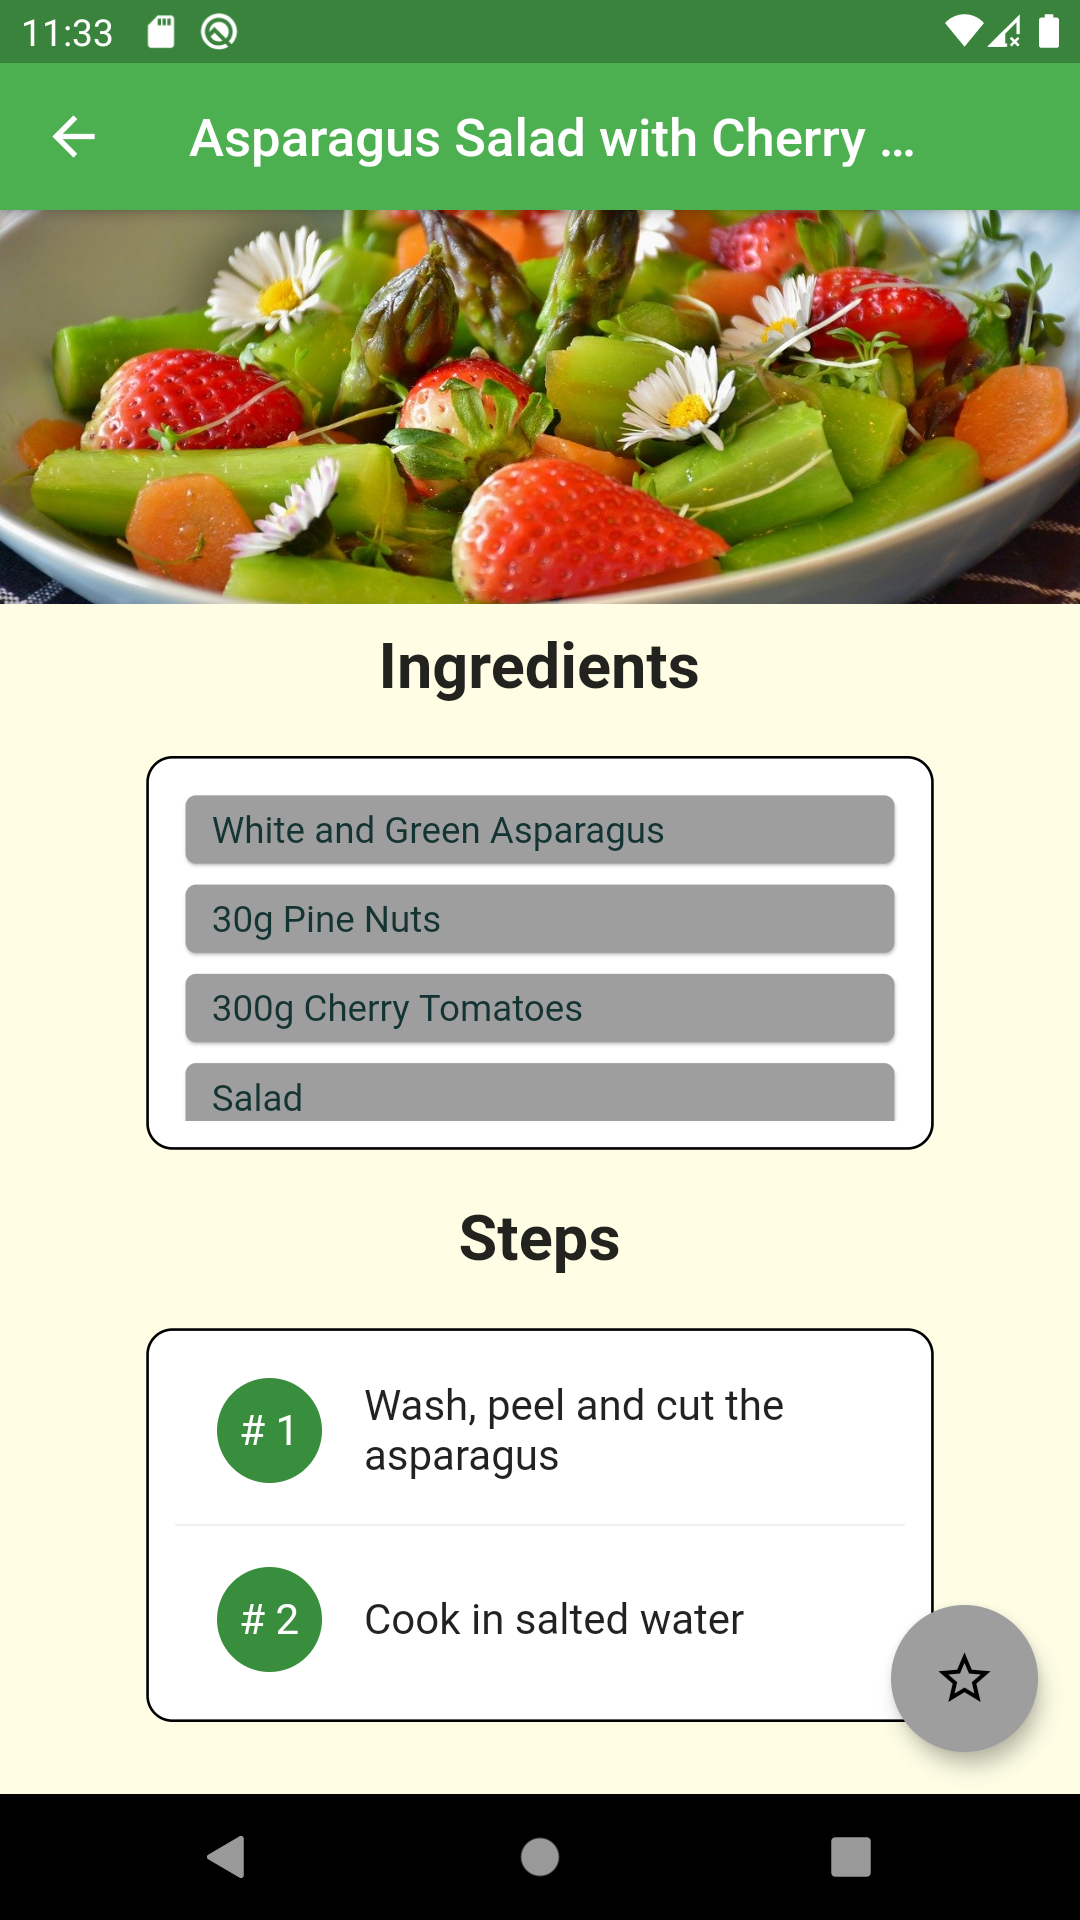 11:33
Asparagus Salad with Cherry ...
Ingredients
White and Green Asparagus
30g Pine Nuts
300g Cherry Tomatoes
Salad
Steps
# 1
Wash, peel and cut the
asparagus
# 2
Cook in salted water